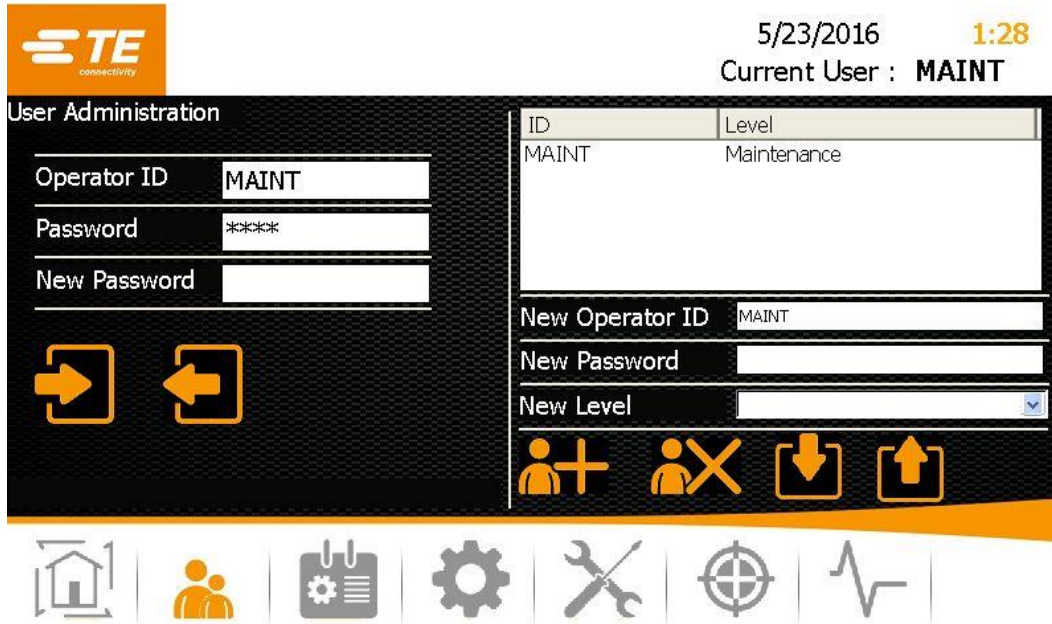 TE
connectivity
5/23/2016 1:28
Current User : MAINT
User Administration
Operator ID MAINT
Password ****
New Password
ID Level
MAINT Maintenance
New Operator ID MAINT
New Password
New Level